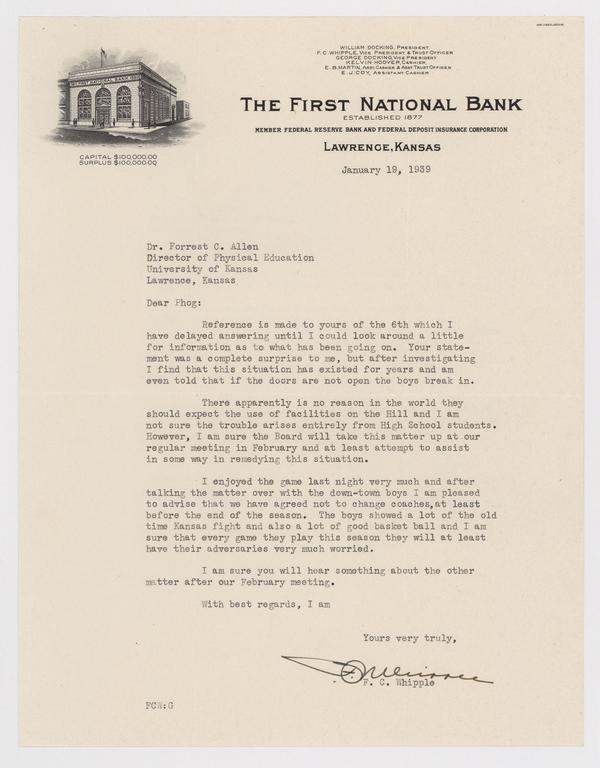 WILLIAM DOCKING, PRESIDENT
F. C. WHIPPLE, VICE PRESIDENT & TRUST OFFICER
GEORGE DOCKING, VICE PRESIDENT
KELVIN HOOVER, CASHIER
E. B. MARTIN, ASST CASHIER & ASST TRUST OFFICER
E. J. COY, ASSISTANT CASHIER
FIRST NATIONAL BANK
THE FIRST NATIONAL BANK
ESTABLISHED 1877
MEMBER FEDERAL RESERVE BANK AND FEDERAL DEPOSIT INSURANCE CORPORATION
LAWRENCE, KANSAS
CAPITAL $100,000.00
SURPLUS $100,000.00
January 19, 1939
Dr. Forrest C. Allen
Director of Physical Education
University of Kansas
Lawrence, Kansas
Dear Phog:
Reference is made to yours of the 6th which I
have delayed answering until I could look around a little
for information as to what has been going on. Your state-
ment was a complete surprise to me, but after investigating
I find that this situation has existed for years and am
even told that if the doors are not open the boys break in.
There apparently is no reason in the world they
should expect the use of facilities on the Hill and I am
not sure the trouble arises entirely from High School students.
However, I am sure the Board will take this matter up at our
regular meeting in February and at least attempt to assist
in some way in remedying this situation.
I enjoyed the game last night very much and after
talking the matter over with the down-town boys I am pleased
to advise that we have agreed not to change coaches,at least
before the end of the season. The boys showed a lot of the old
time Kansas fight and also a lot of good basket ball and I am
sure that every game they play this season they will at least
have their adversaries very much worried.
I am sure you will hear something about the other
matter after our February meeting.
With best regards, I am
Yours very truly,
F. C. Whipple
F. C. Whipple
FCW:G